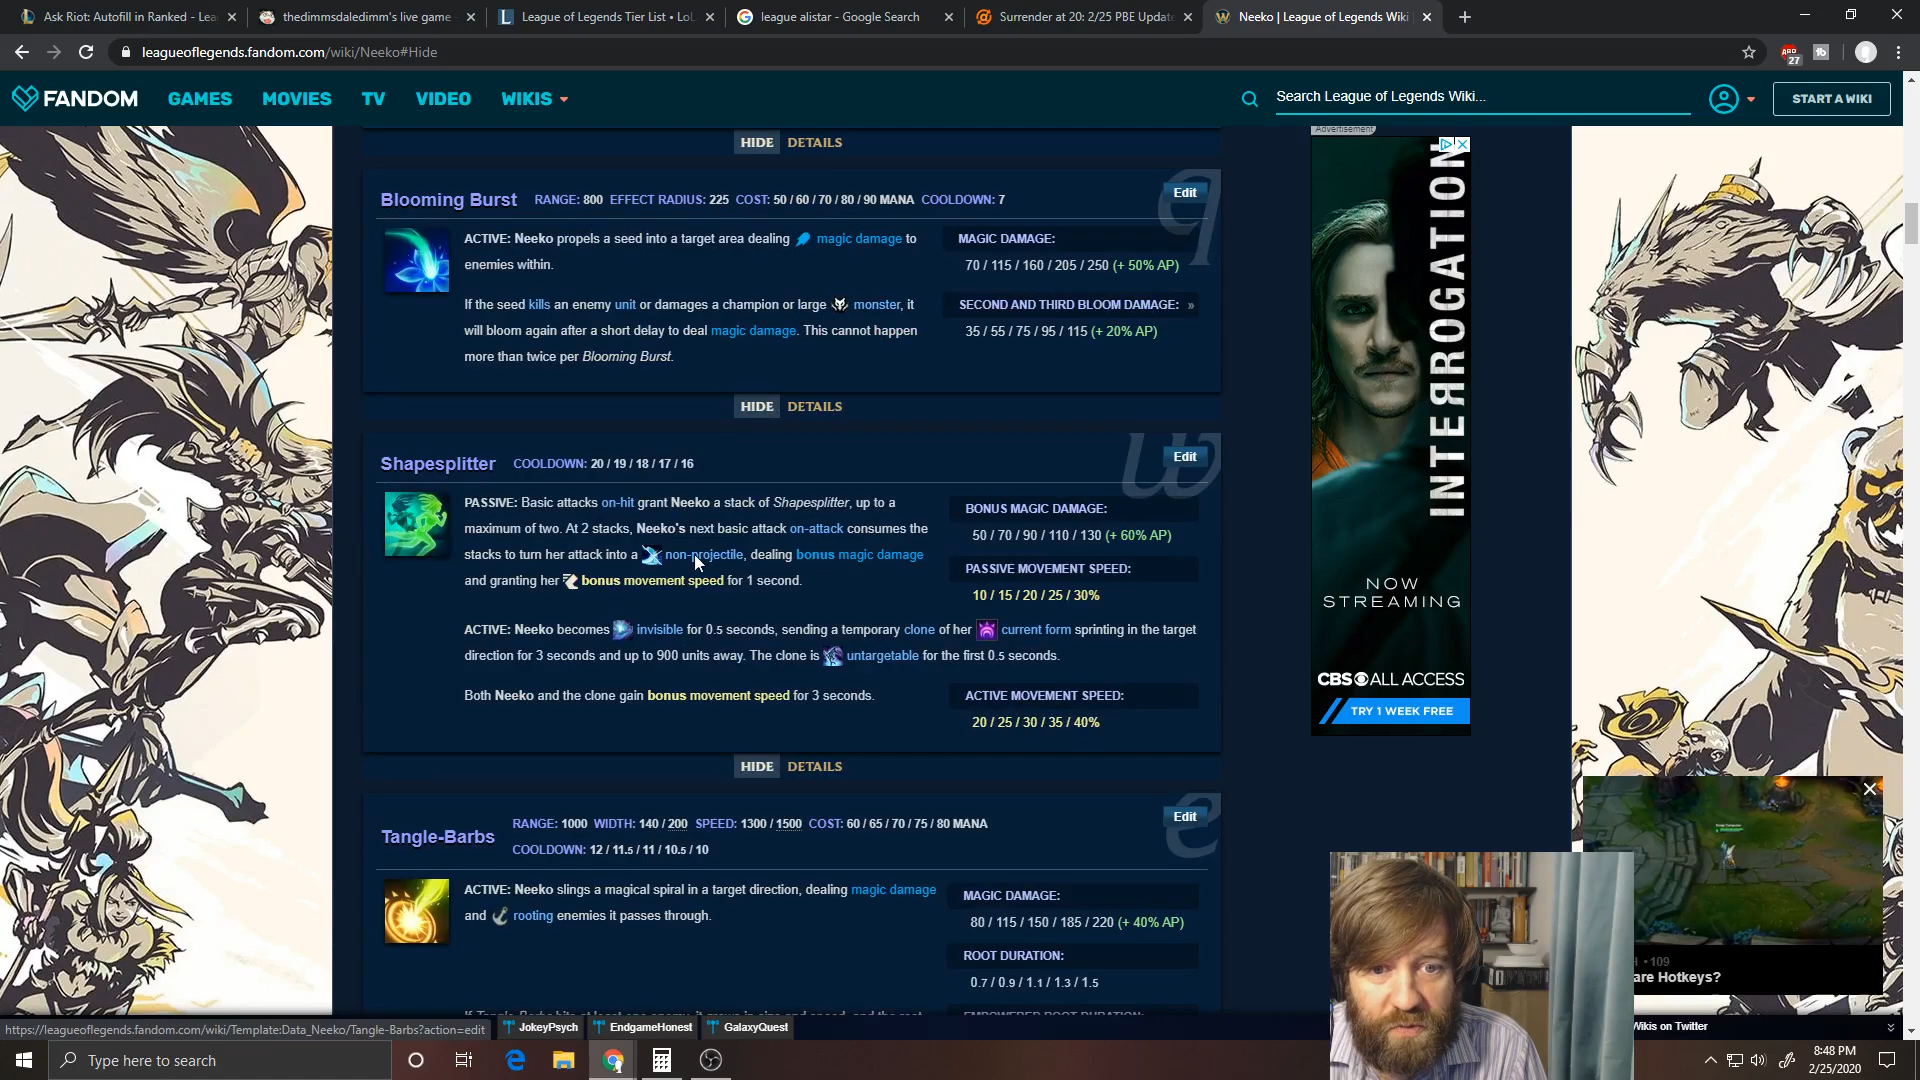 Ask Riot: Autofill in Ranked - Lea
thedimmsdaledimm's live game
League of Legends Tier List • LoL
league alistar - Google Search
Surrender at 20: 2/25 PBE Update
Neeko | League of Legends Wiki
leagueoflegends.fandom.com/wiki/Neeko#Hide
27
FANDOM
GAMES
MOVIES
TV
VIDEO
WIKIS
Search League of Legends Wiki...
START A WIKI
Advertisement
HIDE DETAILS
Blooming Burst RANGE: 800 EFFECT RADIUS: 225 COST: 50 / 60 / 70 / 80 / 90 MANA COOLDOWN: 7
Edit
q
ACTIVE: Neeko propels a seed into a target area dealing magic damage to
enemies within.
If the seed kills an enemy unit or damages a champion or large monster, it
will bloom again after a short delay to deal magic damage. This cannot happen
more than twice per Blooming Burst.
MAGIC DAMAGE:
70 / 115 / 160 / 205 / 250 (+ 50% AP)
SECOND AND THIRD BLOOM DAMAGE: »
35 / 55 / 75 / 95 / 115 (+ 20% AP)
HIDE DETAILS
Shapesplitter COOLDOWN: 20 / 19 / 18 / 17 / 16
Edit
w
PASSIVE: Basic attacks on-hit grant Neeko a stack of Shapesplitter, up to a
maximum of two. At 2 stacks, Neeko's next basic attack on-attack consumes the
stacks to turn her attack into a non-projectile, dealing bonus magic damage
and granting her bonus movement speed for 1 second.
BONUS MAGIC DAMAGE:
50 / 70 / 90 / 110 / 130 (+ 60% AP)
PASSIVE MOVEMENT SPEED:
10 / 15 / 20 / 25 / 30%
ACTIVE: Neeko becomes invisible for 0.5 seconds, sending a temporary clone of her current form sprinting in the target
direction for 3 seconds and up to 900 units away. The clone is untargetable for the first 0.5 seconds.
Both Neeko and the clone gain bonus movement speed for 3 seconds.
ACTIVE MOVEMENT SPEED:
20 / 25 / 30 / 35 / 40%
HIDE DETAILS
Tangle-Barbs RANGE: 1000 WIDTH: 140 / 200 SPEED: 1300 / 1500 COST: 60 / 65 / 70 / 75 / 80 MANA
COOLDOWN: 12 / 11.5 / 11 / 10.5 / 10
Edit
e
ACTIVE: Neeko slings a magical spiral in a target direction, dealing magic damage
and rooting enemies it passes through.
MAGIC DAMAGE:
80 / 115 / 150 / 185 / 220 (+ 40% AP)
ROOT DURATION:
0.7 / 0.9 / 1.1 / 1.3 / 1.5
INTERROGATION
NOW
STREAMING
CBS ALL ACCESS
TRY 1 WEEK FREE
• 109
are Hotkeys?
Wikis on Twitter
https://leagueoflegends.fandom.com/wiki/Template:Data_Neeko/Tangle-Barbs?action=edit
JokeyPsych
EndgameHonest
GalaxyQuest
Type here to search
8:48 PM
2/25/2020